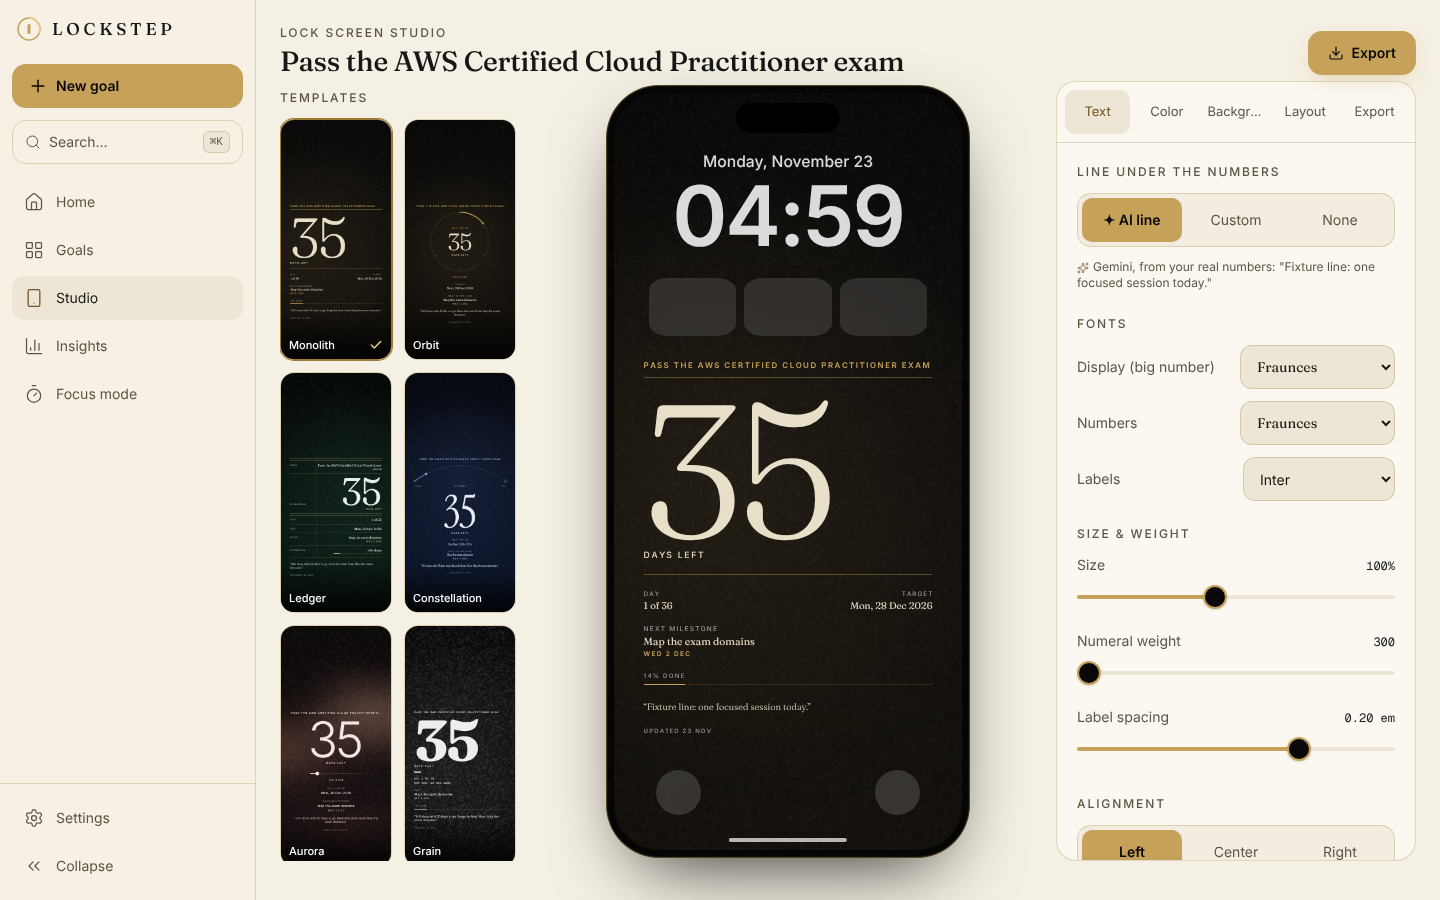 LOCKSTEP
New goal
Search...
⌘K
Home
Goals
Studio
Insights
Focus mode
Settings
Collapse
LOCK SCREEN STUDIO
Pass the AWS Certified Cloud Practitioner exam
Export
TEMPLATES
35
Monolith
35
Orbit
35
Ledger
35
Constellation
35
Aurora
35
Grain
Monday, November 23
04:59
PASS THE AWS CERTIFIED CLOUD PRACTITIONER EXAM
35
DAYS LEFT
DAY
TARGET
1 of 36
Mon, 28 Dec 2026
NEXT MILESTONE
Map the exam domains
WED 2 DEC
14% DONE
"Fixture line: one focused session today."
UPDATED 23 NOV
Text
Color
Backgr...
Layout
Export
LINE UNDER THE NUMBERS
✦ AI line
Custom
None
Gemini, from your real numbers: "Fixture line: one
focused session today."
FONTS
Display (big number)
Fraunces
Numbers
Fraunces
Labels
Inter
SIZE & WEIGHT
Size
100%
Numeral weight
300
Label spacing
0.20 em
ALIGNMENT
Left
Center
Right